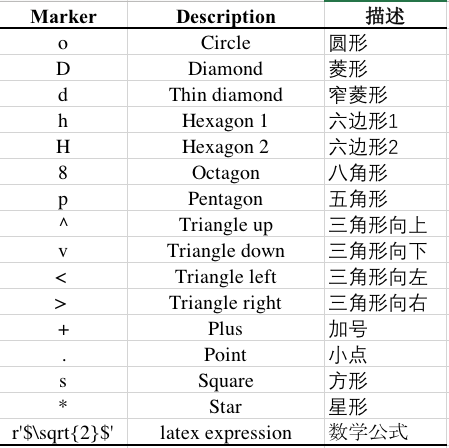 Marker Description 描述
o Circle 圆形
D Diamond 菱形
d Thin diamond 窄菱形
h Hexagon 1 六边形1
H Hexagon 2 六边形2
8 Octagon 八角形
p Pentagon 五角形
^ Triangle up 三角形向上
v Triangle down 三角形向下
< Triangle left 三角形向左
> Triangle right 三角形向右
+ Plus 加号
. Point 小点
s Square 方形
* Star 星形
r'$\sqrt{2}$' latex expression 数学公式